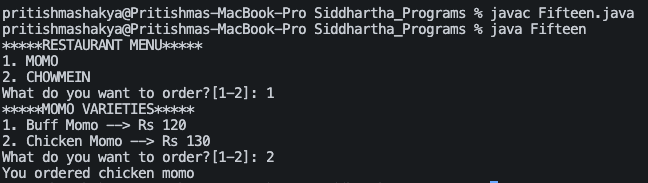 pritishmashakya@Pritishmas-MacBook-Pro Siddhartha_Programs % javac Fifteen.java
pritishmashakya@Pritishmas-MacBook-Pro Siddhartha_Programs % java Fifteen
*****RESTAURANT MENU*****
1. MOMO
2. CHOWMEIN
What do you want to order?[1-2]: 1
*****MOMO VARIETIES*****
1. Buff Momo --> Rs 120
2. Chicken Momo --> Rs 130
What do you want to order?[1-2]: 2
You ordered chicken momo